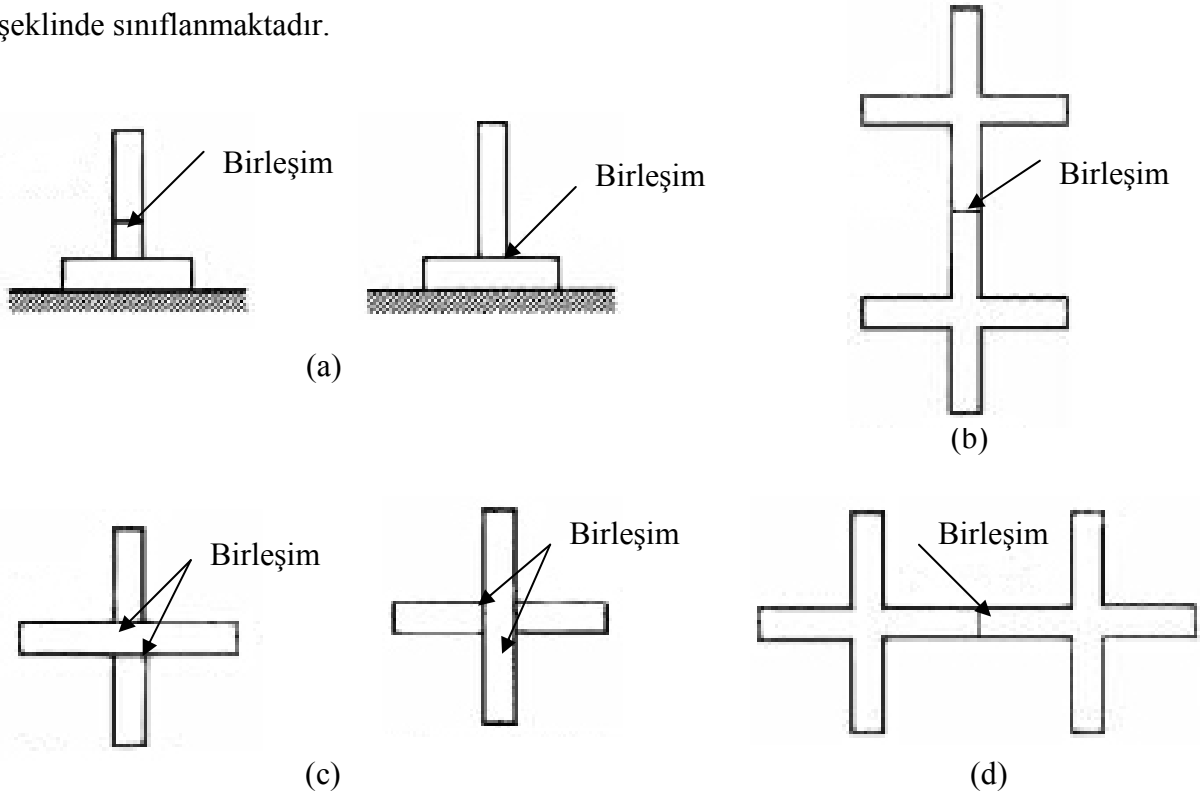 şeklinde sınıflanmaktadır.
Birleşim
Birleşim
Birleşim
(a)
(b)
Birleşim
Birleşim
Birleşim
(c)
(d)